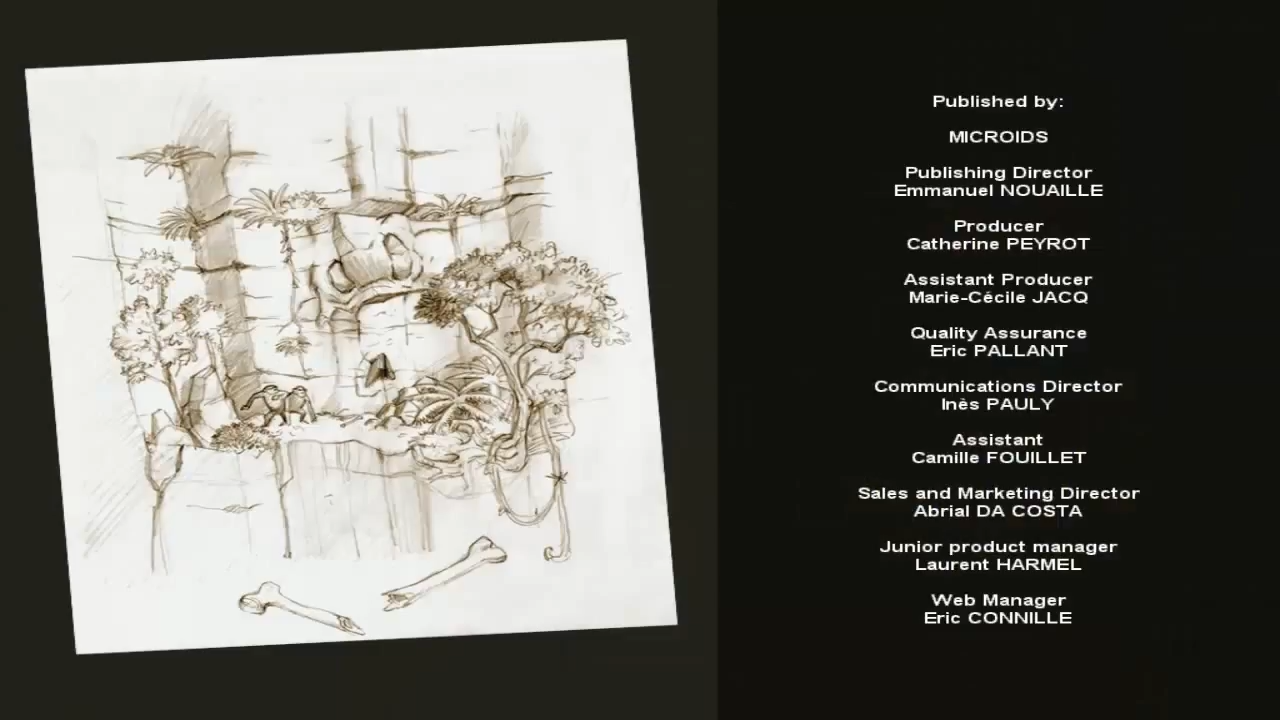 Published by:
MICROIDS
Publishing Director
Emmanuel NOUAILLE
Producer
Catherine PEYROT
Assistant Producer
Marie-Cécile JACQ
Quality Assurance
Eric PALLANT
Communications Director
Inès PAULY
Assistant
Camille FOUILLET
Sales and Marketing Director
Abrial DA COSTA
Junior product manager
Laurent HARMEL
Web Manager
Eric CONNILLE